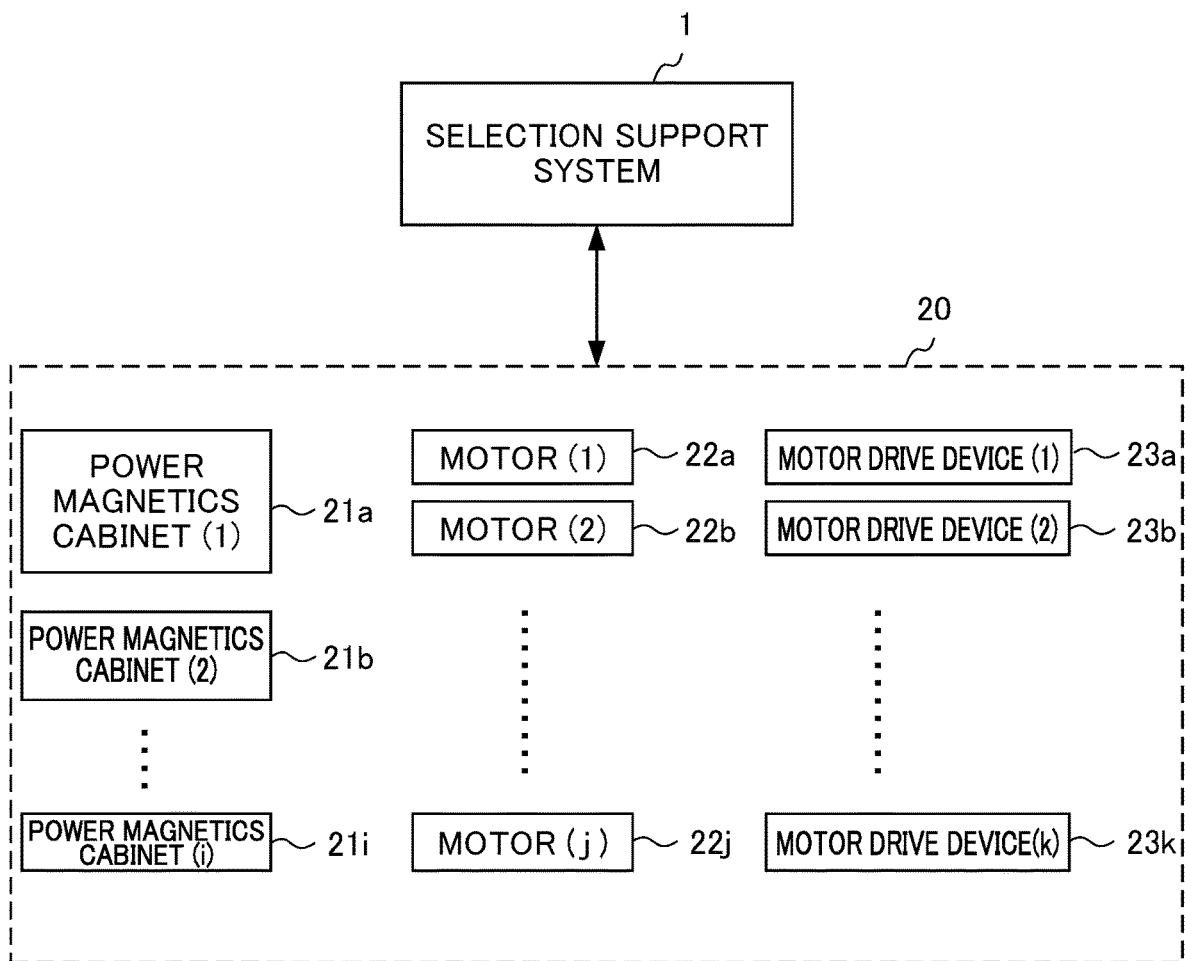 1
SELECTION SUPPORT
SYSTEM
20
POWER
MAGNETICS
CABINET (1)
21a
MOTOR (1)
22a
MOTOR DRIVE DEVICE (1)
23a
MOTOR (2)
22b
MOTOR DRIVE DEVICE (2)
23b
POWER MAGNETICS
CABINET (2)
21b
POWER MAGNETICS
CABINET (i)
21i
MOTOR (j)
22j
MOTOR DRIVE DEVICE(k)
23k